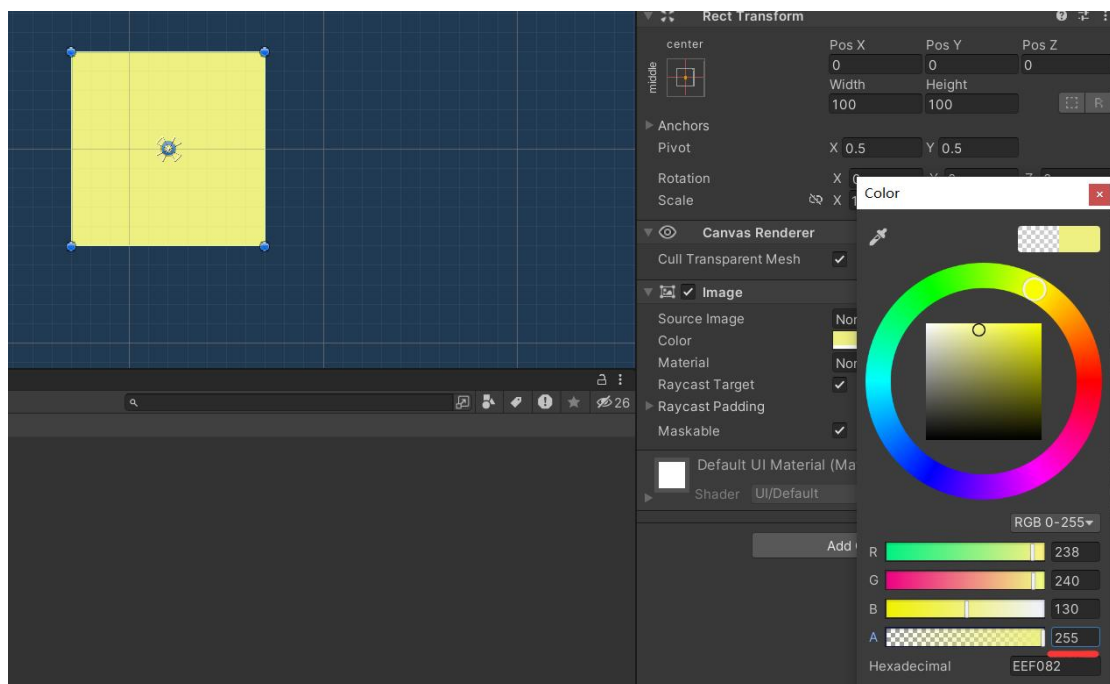 Rect Transform
center
Pos X Pos Y Pos Z
middle
0 0 0
Width Height
100 100
R
Anchors
Pivot X 0.5 Y 0.5
Rotation X
Scale X 1
Color
Canvas Renderer
Cull Transparent Mesh
Image
Source Image
Color
Material
Raycast Target
26
Raycast Padding
Maskable
Default UI Material
Shader UI/Default
RGB 0-255
Add
R 238
G 240
B 130
A 255
Hexadecimal EEF082